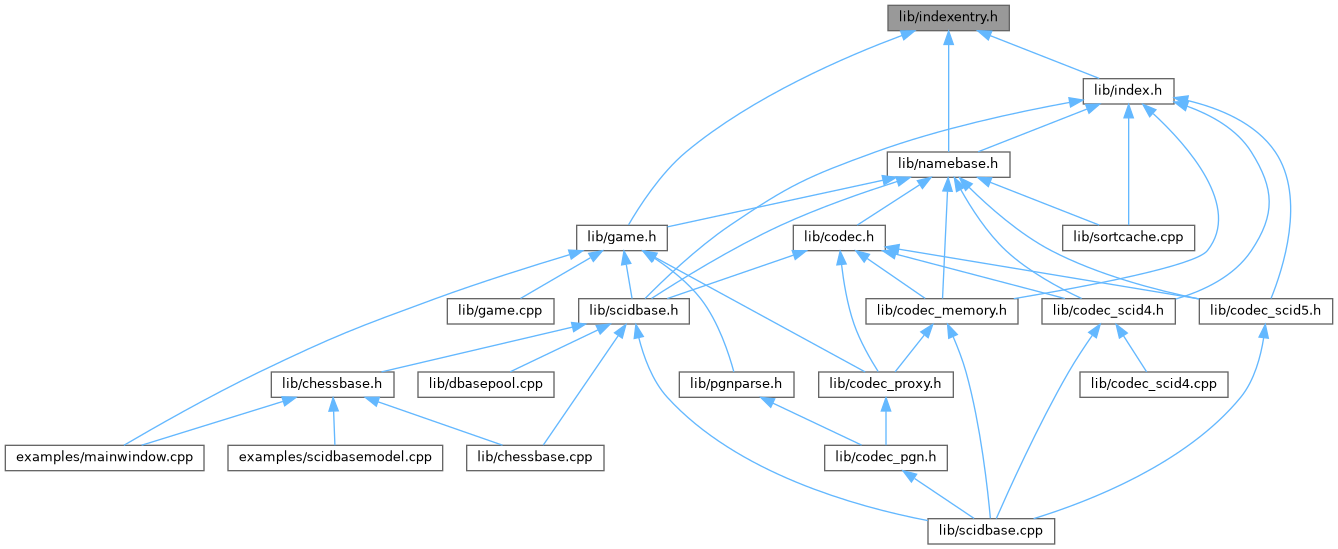 lib/indexentry.h
lib/index.h
lib/namebase.h
lib/game.h
lib/codec.h
lib/sortcache.cpp
lib/game.cpp
lib/scidbase.h
lib/codec_memory.h
lib/codec_scid4.h
lib/codec_scid5.h
lib/chessbase.h
lib/dbasepool.cpp
lib/pgnparse.h
lib/codec_proxy.h
lib/codec_scid4.cpp
examples/mainwindow.cpp
examples/scidbasemodel.cpp
lib/chessbase.cpp
lib/codec_pgn.h
lib/scidbase.cpp